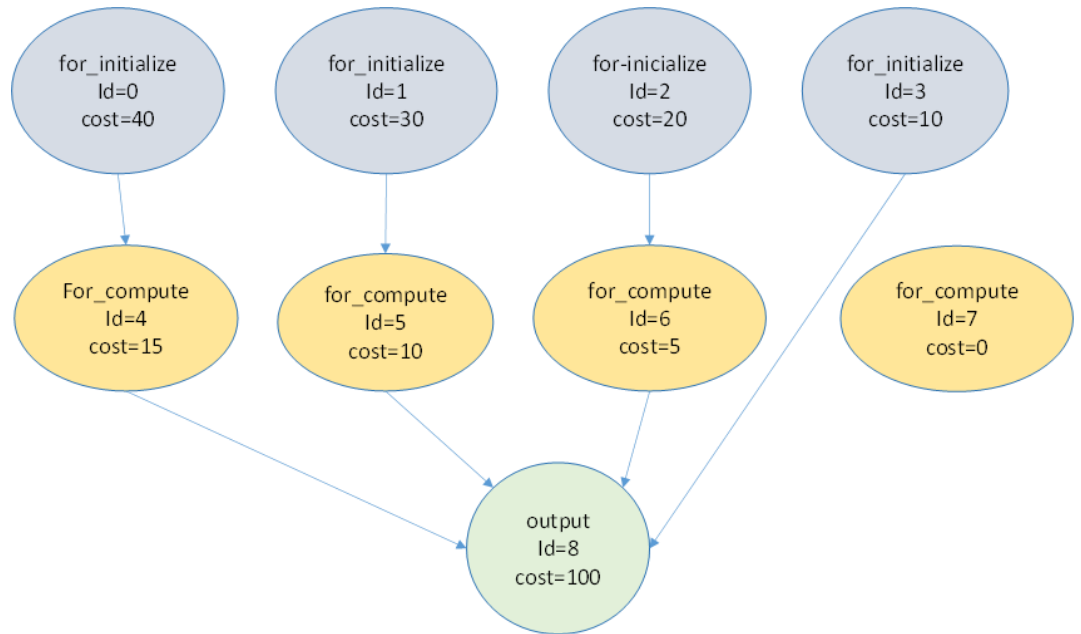 for_initialize
Id=0
cost=40
for_initialize
Id=1
cost=30
for-inicialize
Id=2
cost=20
for_initialize
Id=3
cost=10
For_compute
Id=4
cost=15
for_compute
Id=5
cost=10
for_compute
Id=6
cost=5
for_compute
Id=7
cost=0
output
Id=8
cost=100